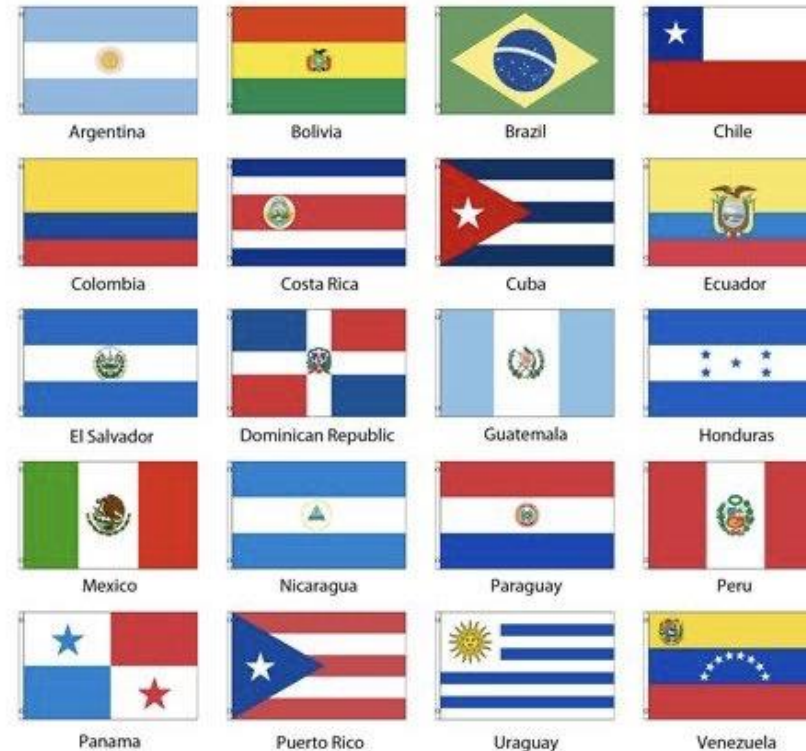 Argentina
Bolivia
Brazil
Chile
Colombia
Costa Rica
Cuba
Ecuador
El Salvador
Dominican Republic
Guatemala
Honduras
Mexico
Nicaragua
Paraguay
Peru
Panama
Puerto Rico
Uraguay
Venezuela